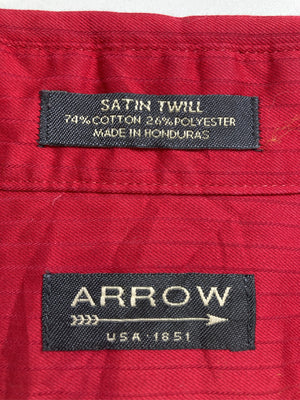 SATIN TWILL
74% COTTON 26% POLYESTER
MADE IN HONDURAS
ARROW
USA · 1851